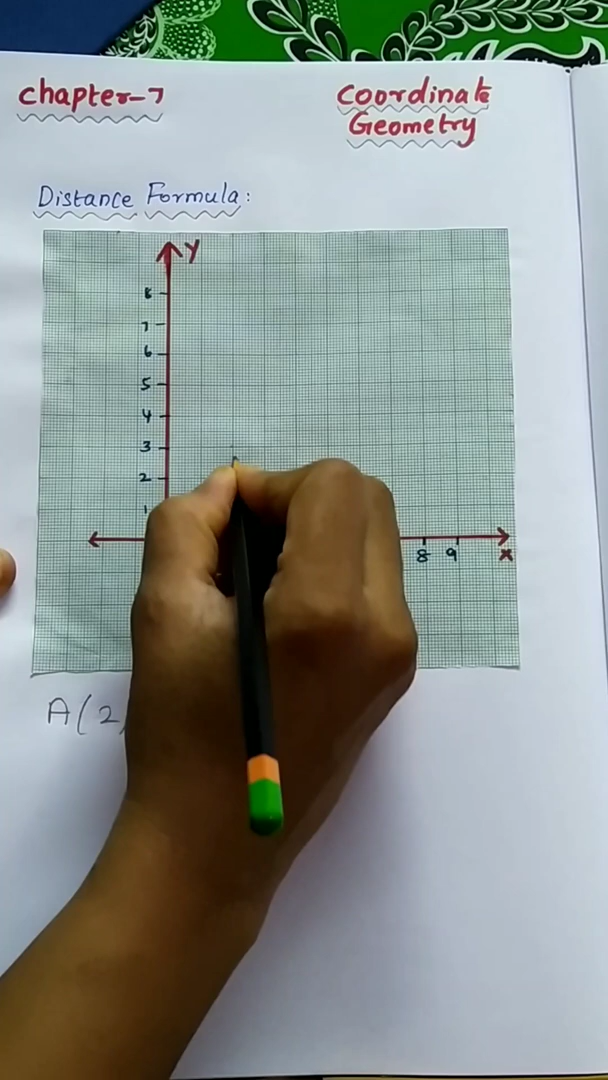 Chapter-7
Coordinate
Geometry
Distance Formula:
Y
8
7
6
5
4
3
2
1
8 9
X
A(2,